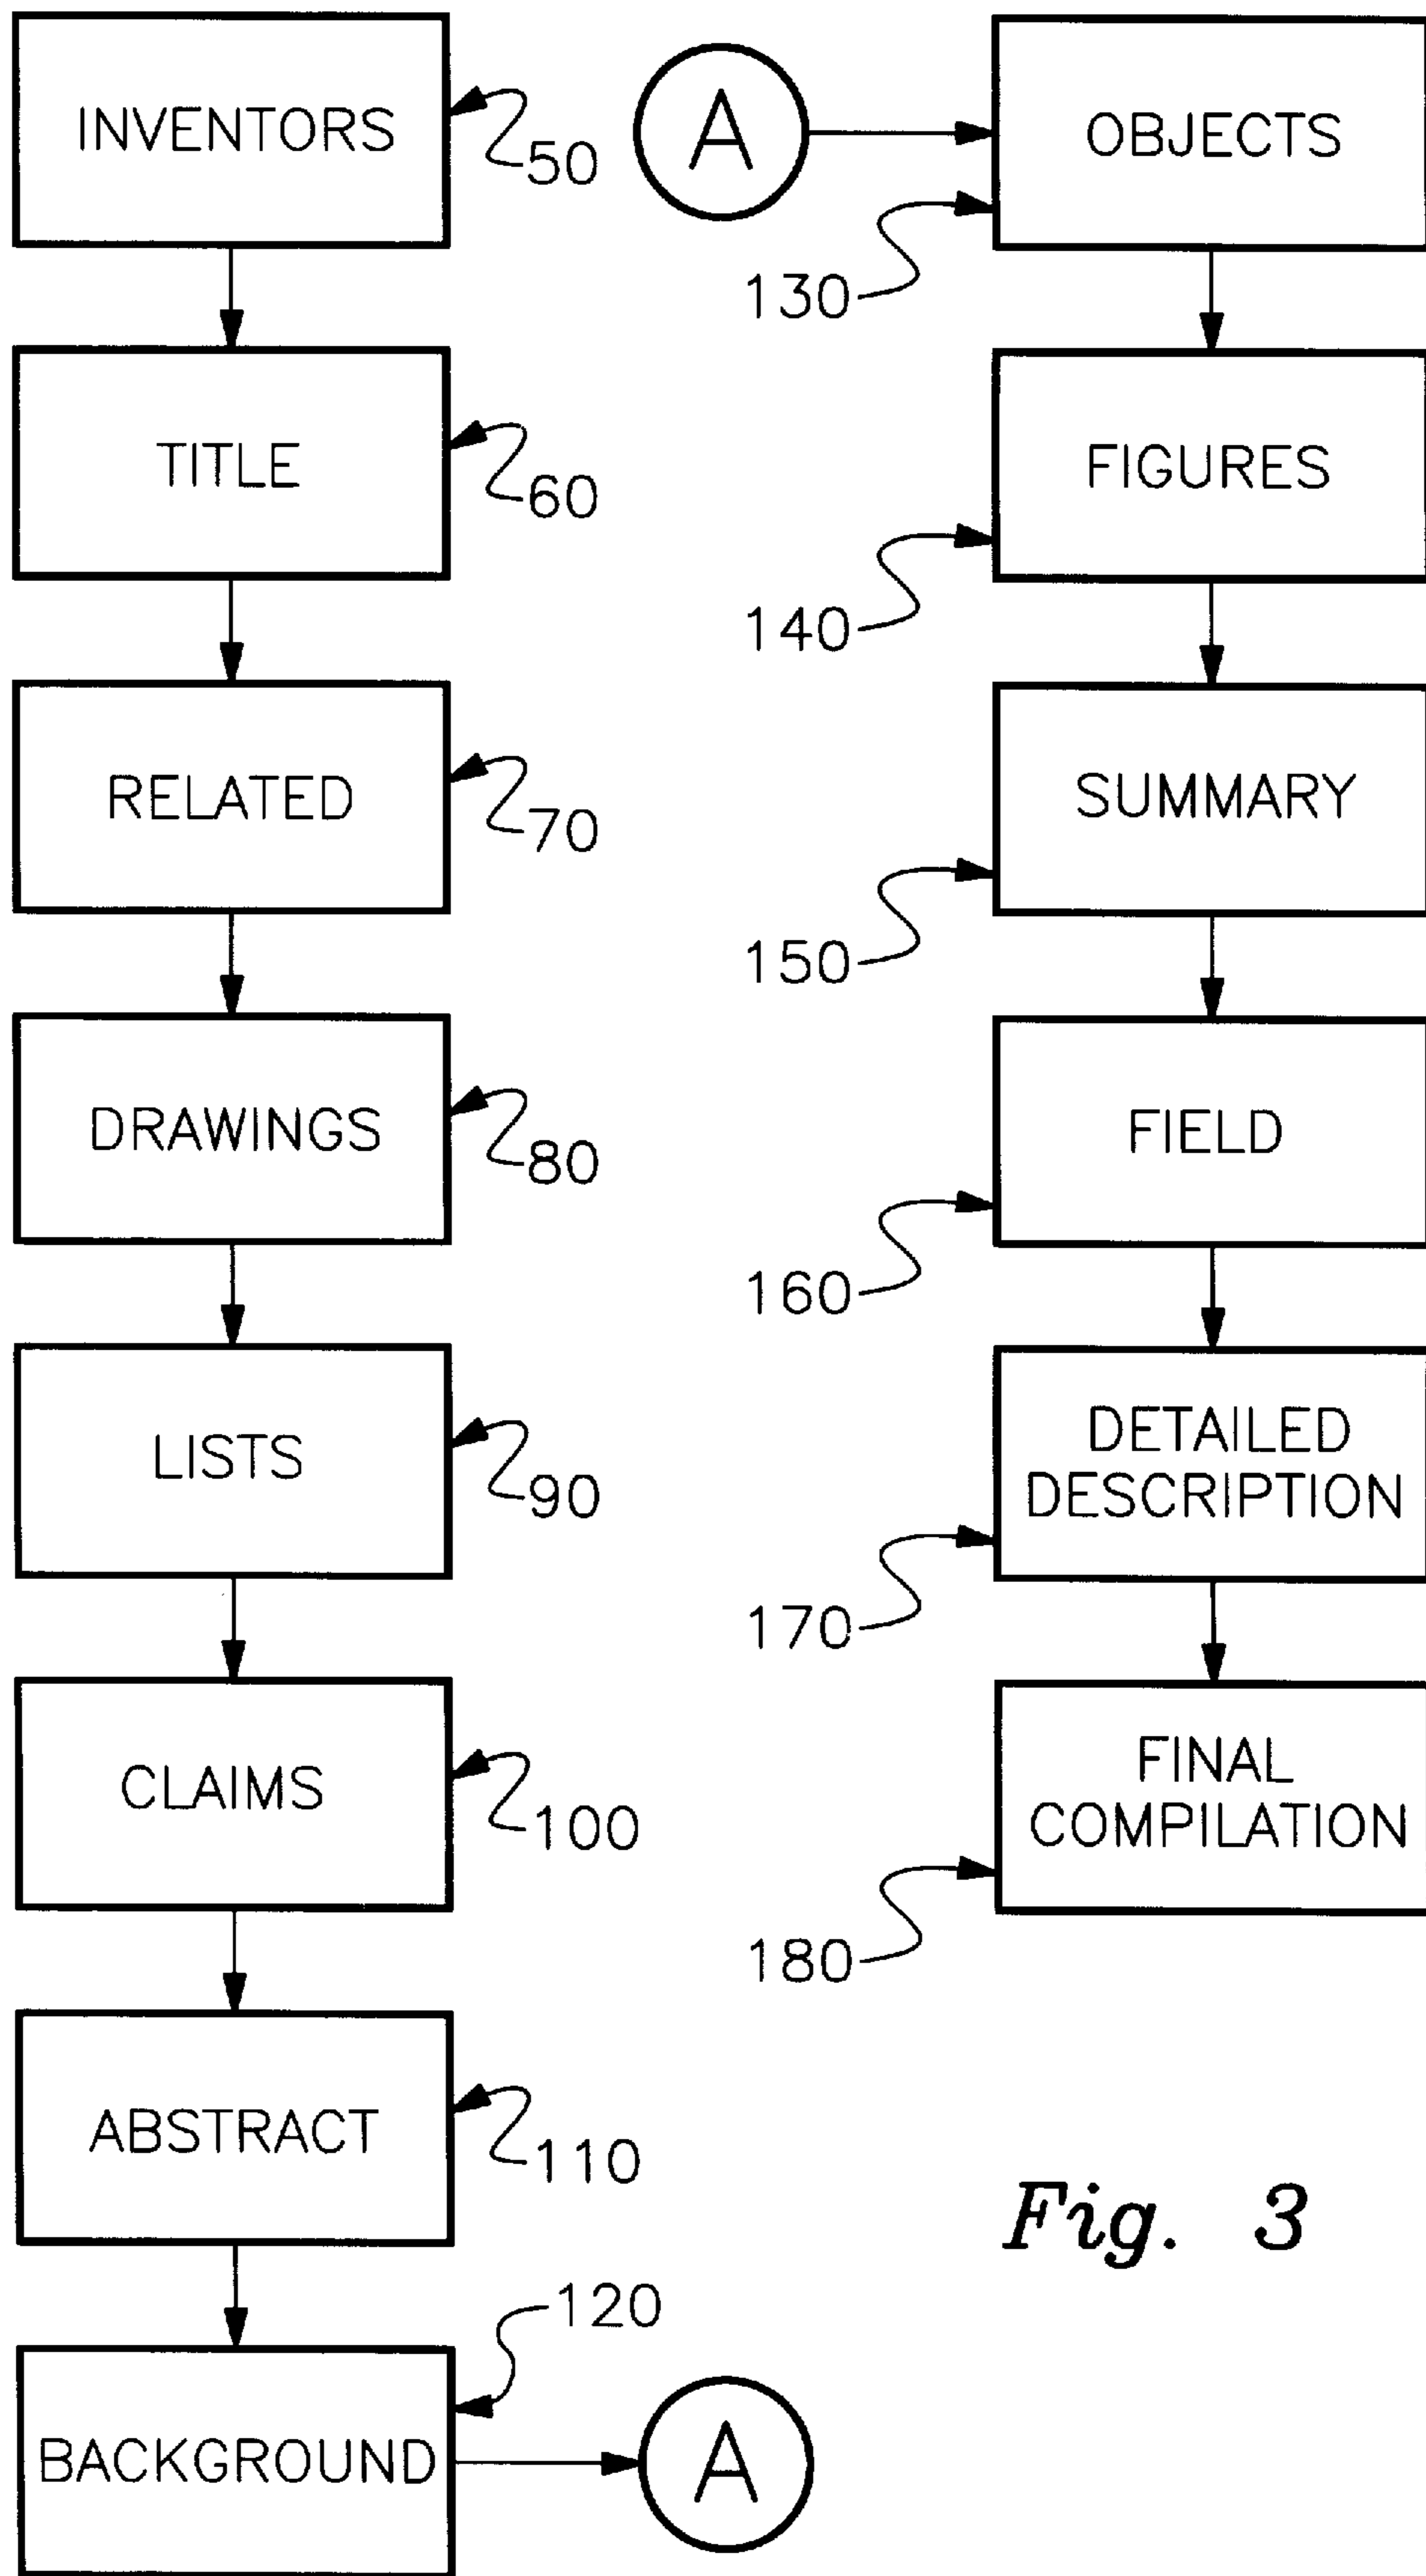 INVENTORS
50
TITLE
60
RELATED
70
DRAWINGS
80
LISTS
90
CLAIMS
100
ABSTRACT
110
120
BACKGROUND
A
A
OBJECTS
130
FIGURES
140
SUMMARY
150
FIELD
160
DETAILED
DESCRIPTION
170
FINAL
COMPILATION
180
Fig. 3